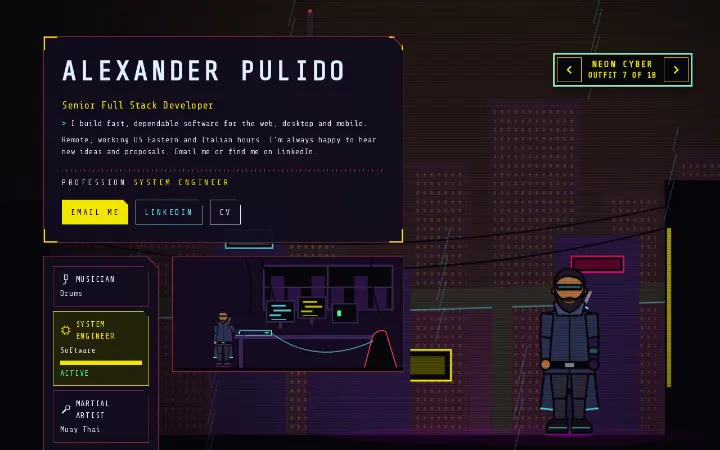 ALEXANDER PULIDO
Senior Full Stack Developer
> I build fast, dependable software for the web, desktop and mobile.
Remote, working US Eastern and Italian hours. I'm always happy to hear
new ideas and proposals. Email me or find me on LinkedIn.
PROFESSION SYSTEM ENGINEER
EMAIL ME
LINKEDIN
CV
NEON CYBER
OUTFIT 7 OF 18
MUSICIAN
Drums
SYSTEM
ENGINEER
Software
ACTIVE
MARTIAL
ARTIST
Muay Thai